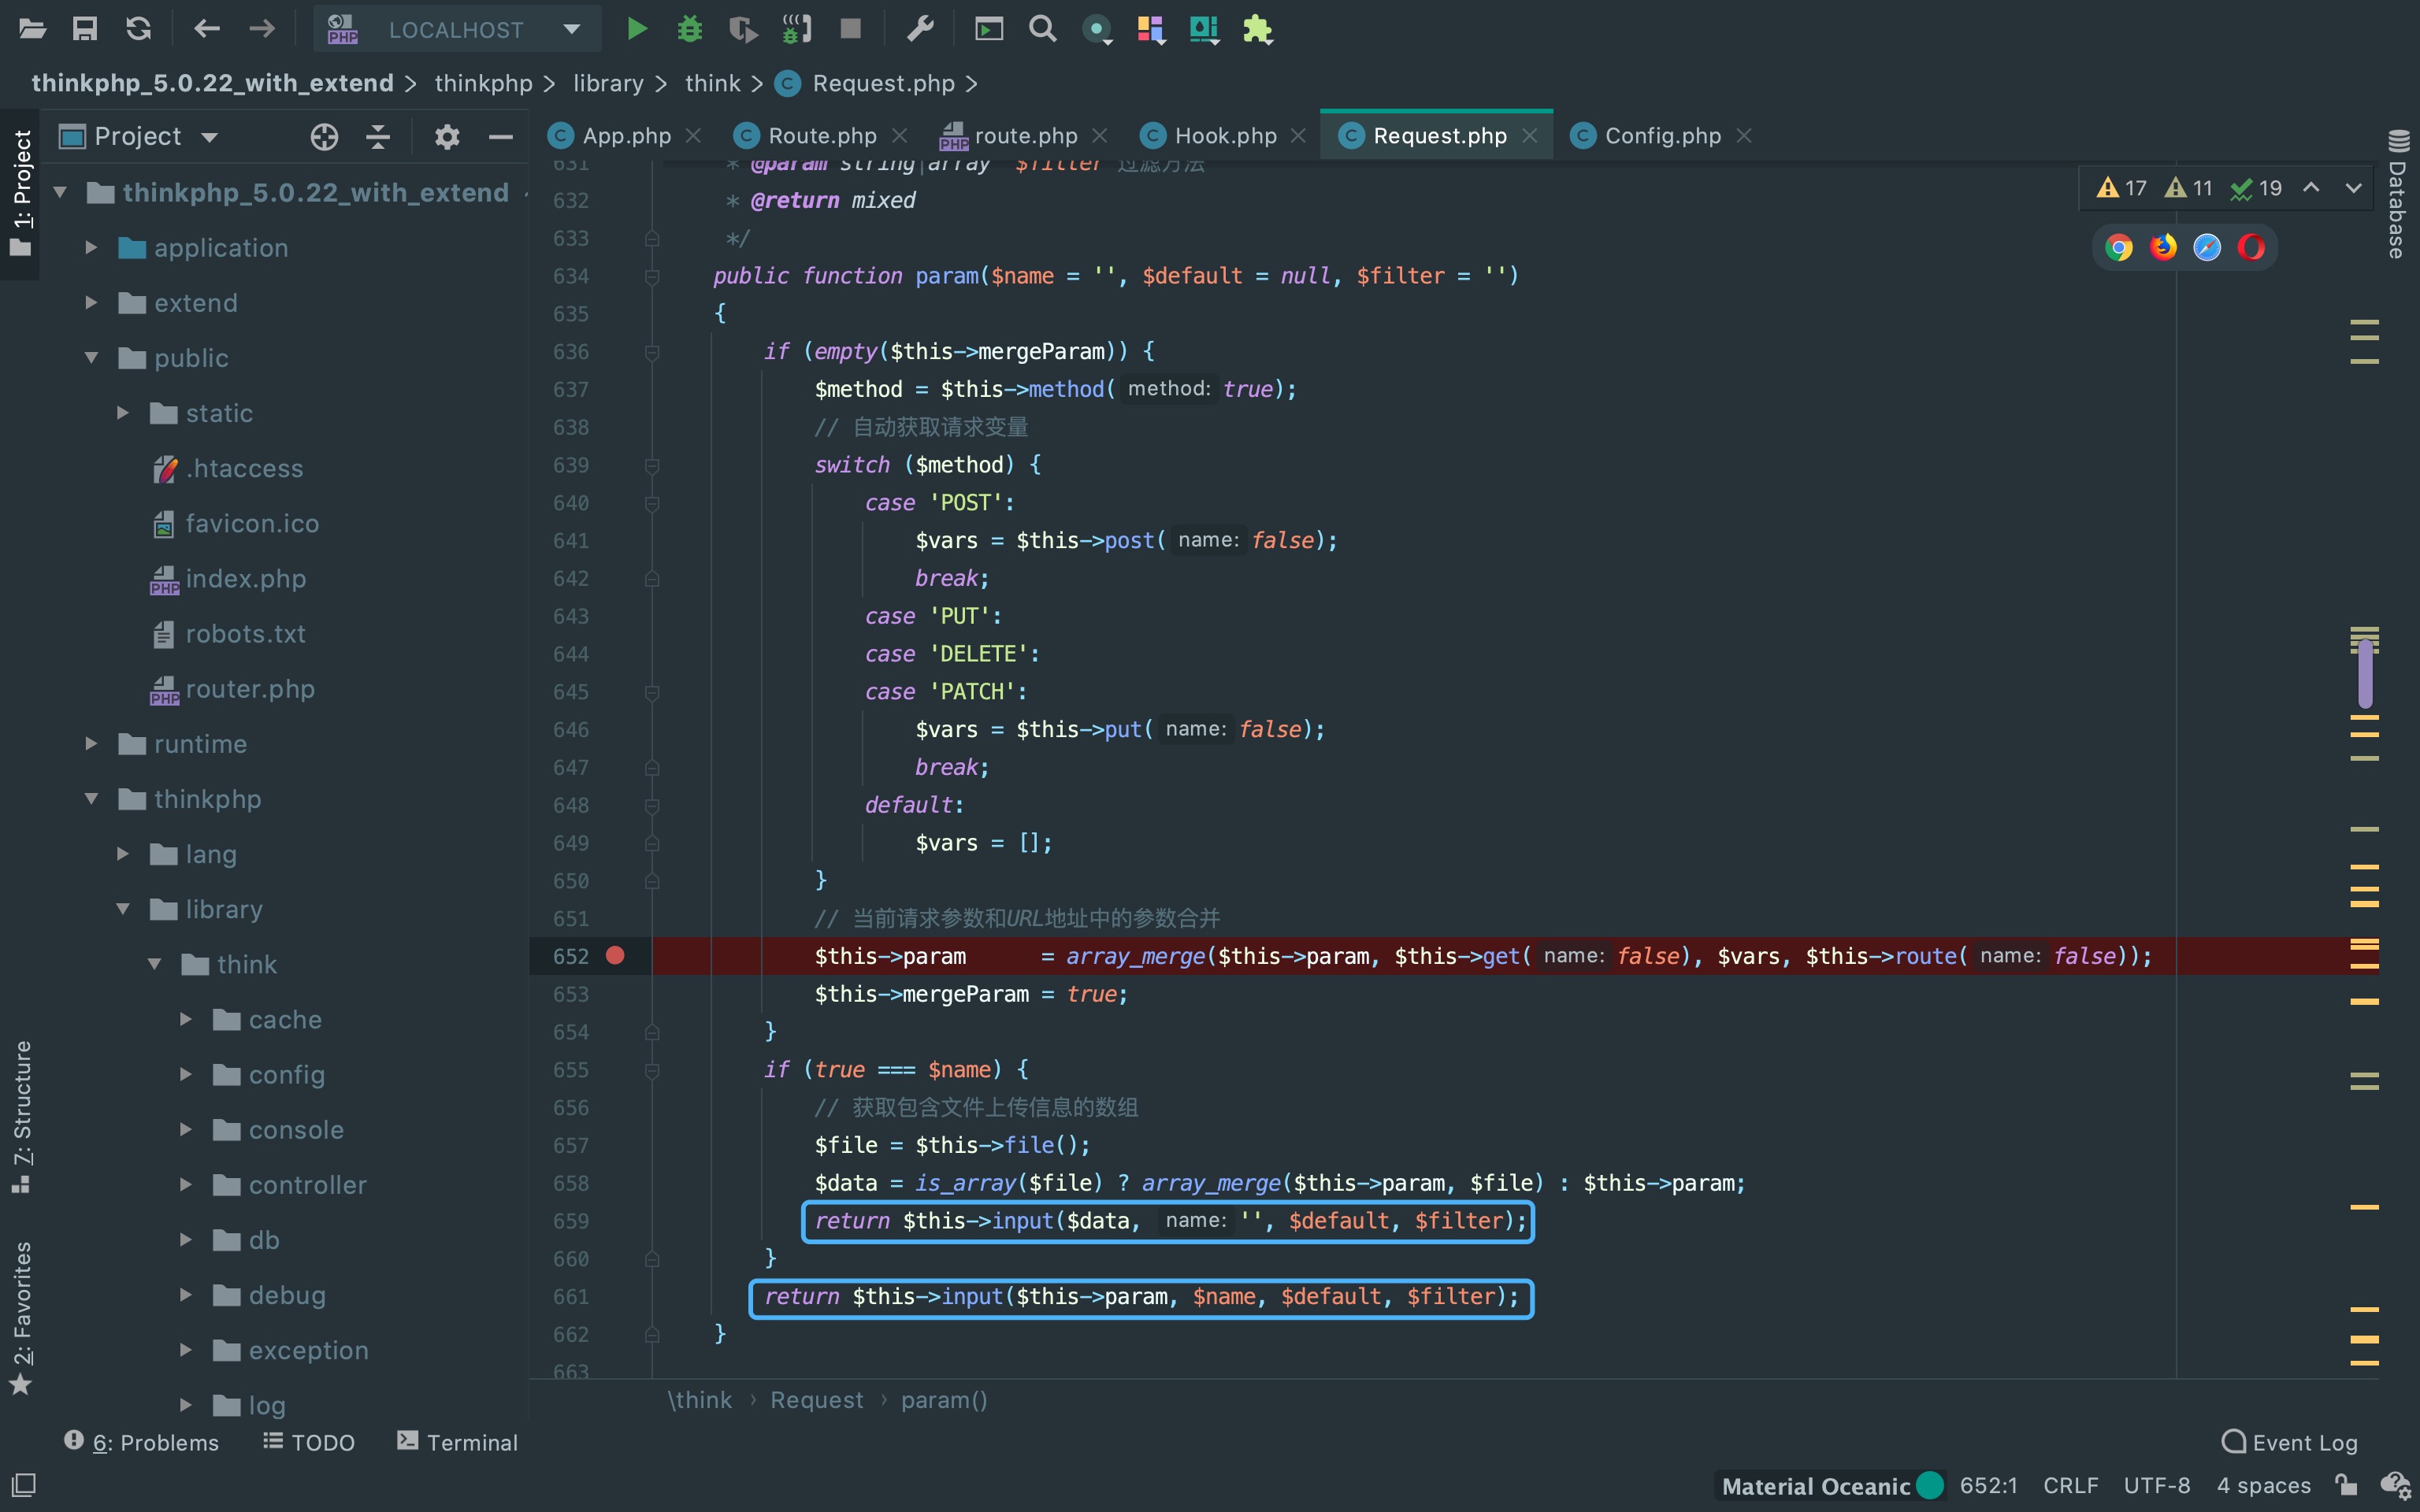 LOCALHOST
thinkphp_5.0.22_with_extend > thinkphp > library > think > Request.php >
1: Project
Project
App.php Route.php route.php Hook.php Request.php Config.php
Database
17 11 19
thinkphp_5.0.22_with_extend
application
extend
public
static
.htaccess
favicon.ico
index.php
robots.txt
router.php
runtime
thinkphp
lang
library
think
cache
config
console
controller
db
debug
exception
log
7: Structure
2: Favorites
631 * @param string|array $filter 过滤方法
632 * @return mixed
633 */
634 public function param($name = '', $default = null, $filter = '')
635 {
636 if (empty($this->mergeParam)) {
637 $method = $this->method( method: true);
638 // 自动获取请求变量
639 switch ($method) {
640 case 'POST':
641 $vars = $this->post( name: false);
642 break;
643 case 'PUT':
644 case 'DELETE':
645 case 'PATCH':
646 $vars = $this->put( name: false);
647 break;
648 default:
649 $vars = [];
650 }
651 // 当前请求参数和URL地址中的参数合并
652 $this->param = array_merge($this->param, $this->get( name: false), $vars, $this->route( name: false));
653 $this->mergeParam = true;
654 }
655 if (true === $name) {
656 // 获取包含文件上传信息的数组
657 $file = $this->file();
658 $data = is_array($file) ? array_merge($this->param, $file) : $this->param;
659 return $this->input($data, name: '', $default, $filter);
660 }
661 return $this->input($this->param, $name, $default, $filter);
662 }
663
\think > Request > param()
6: Problems TODO Terminal
Event Log
Material Oceanic 652:1 CRLF UTF-8 4 spaces